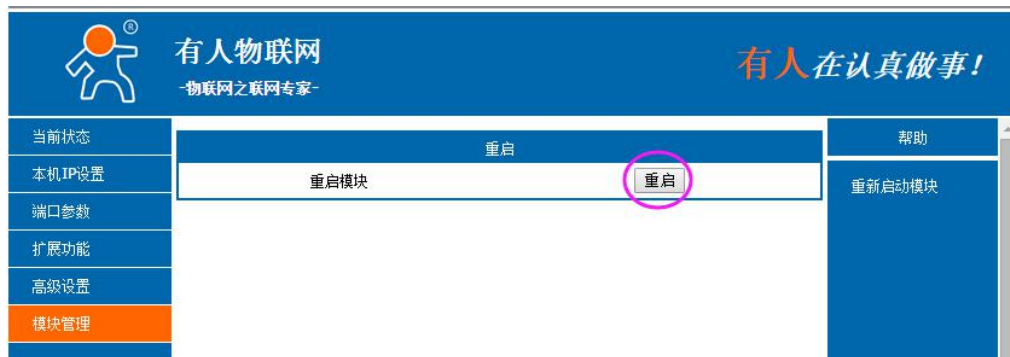 ®
有人物联网
-物联网之联网专家-
有人在认真做事!
当前状态
本机IP设置
端口参数
扩展功能
高级设置
模块管理
重启
重启模块
重启
帮助
重新启动模块